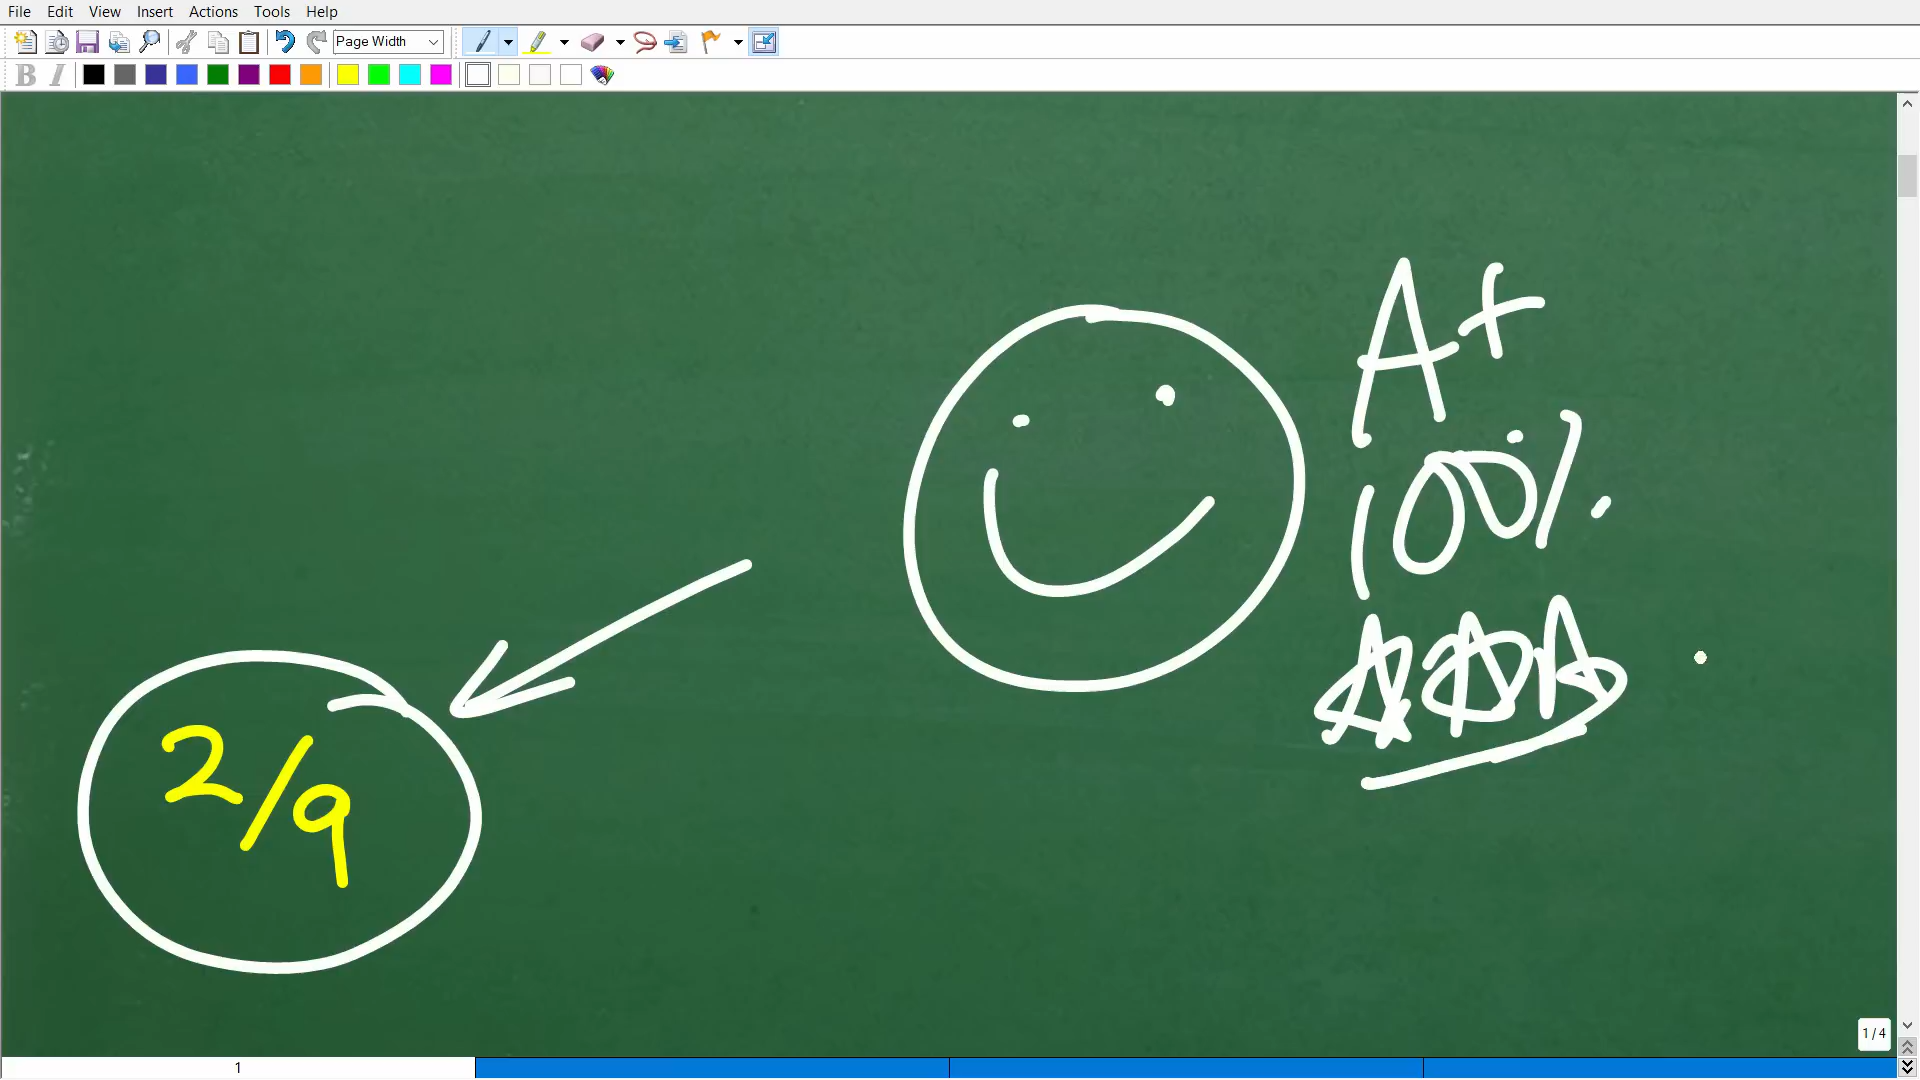 File Edit View Insert Actions Tools Help
Page Width
B I
A+
100%
2/9
1 / 4
1